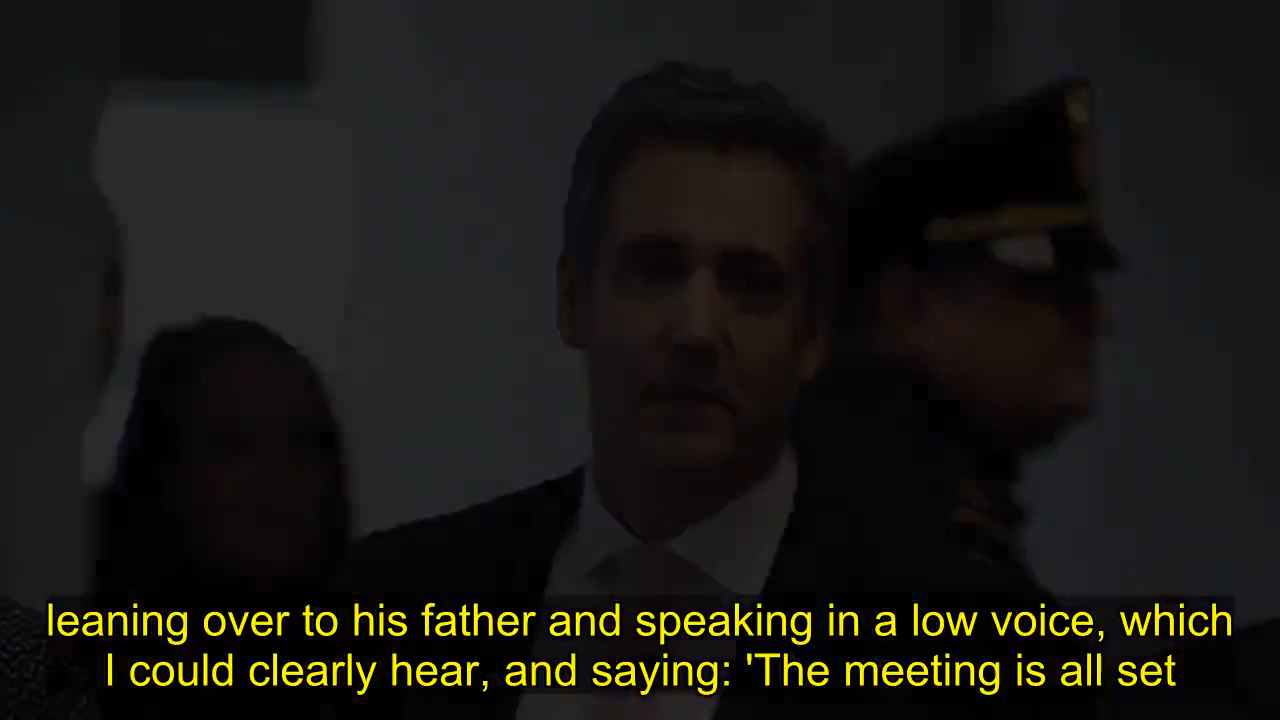 leaning over to his father and speaking in a low voice, which
I could clearly hear, and saying: 'The meeting is all set